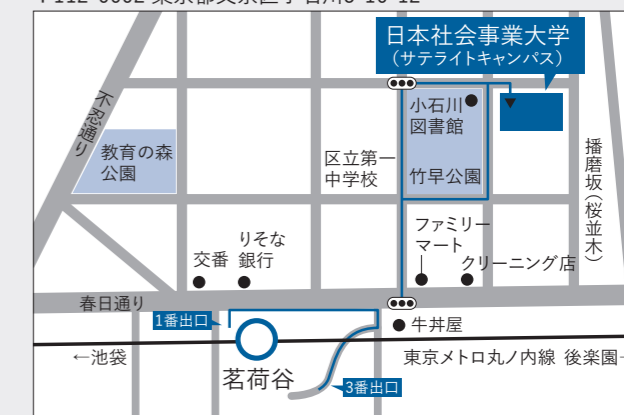 日本社会事業大学
（サテライトキャンパス）
不忍通り
小石川
図書館
教育の森
公園
区立第一
中学校
竹早公園
播磨坂（桜並木）
ファミリー
マート
りそな
銀行
交番
クリーニング店
春日通り
1番出口
牛丼屋
←池袋
東京メトロ丸ノ内線 後楽園
茗荷谷
3番出口